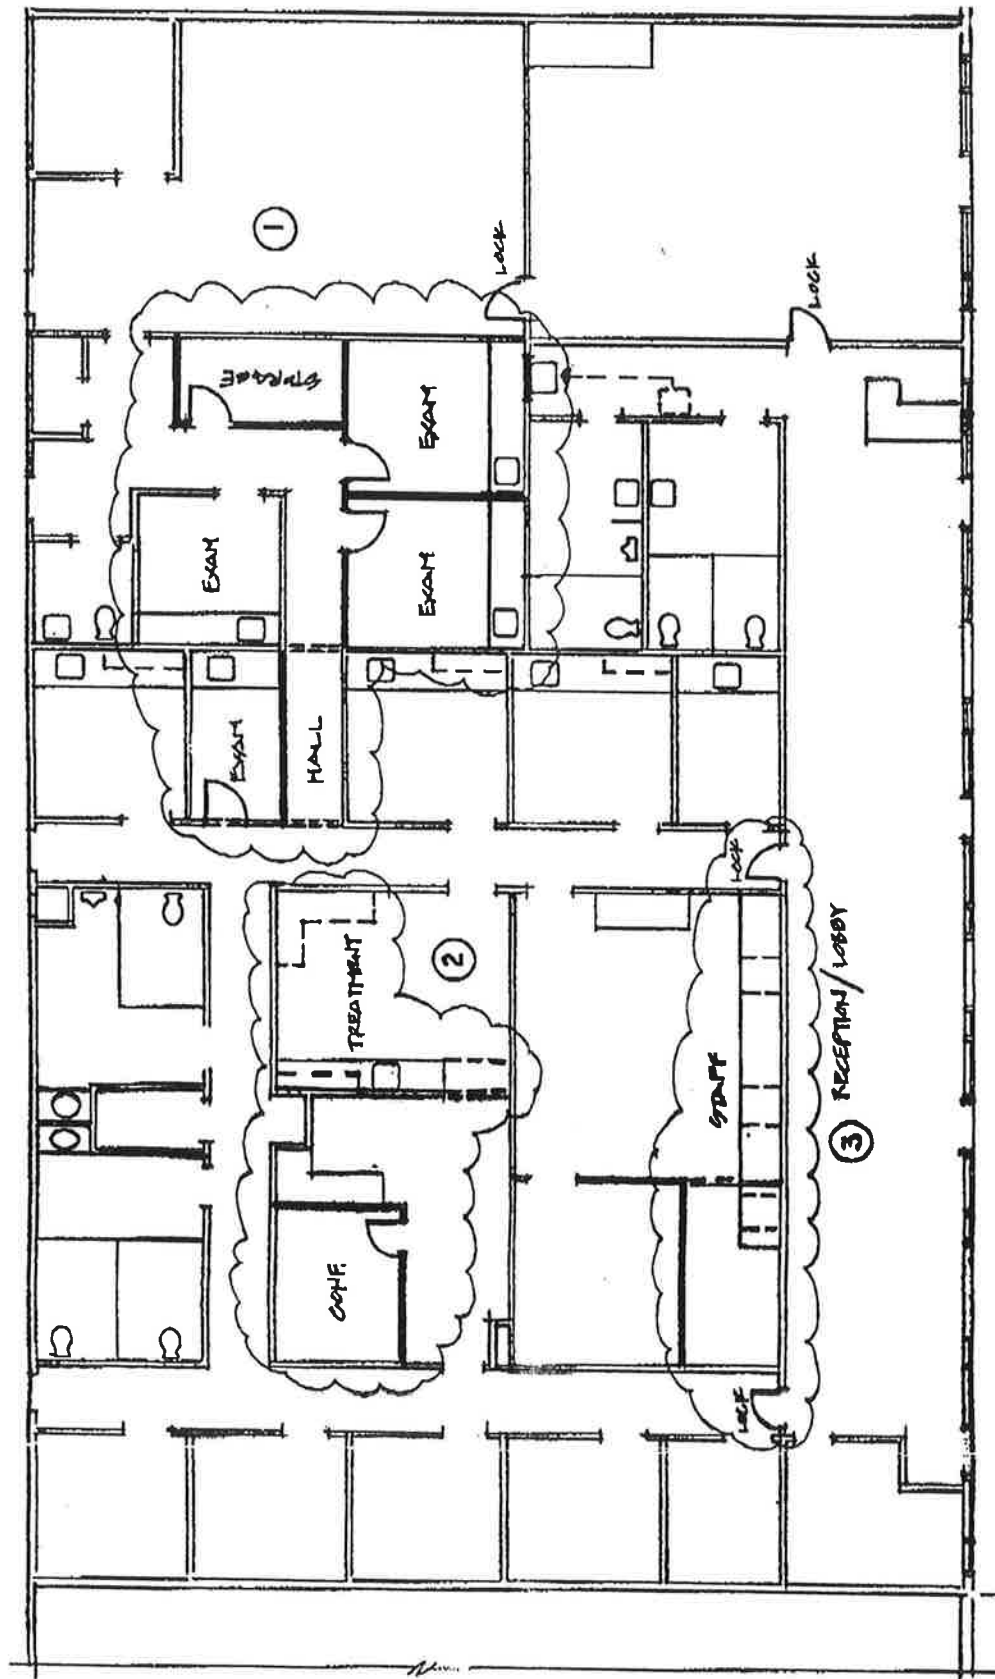 1
LOCK
LOCK
STORAGE
EXAM
EXAM
EXAM
EXAM
HALL
LOCK
TREATMENT
2
STAFF
3 RECEPTION/LOBBY
CONF.
LOCK